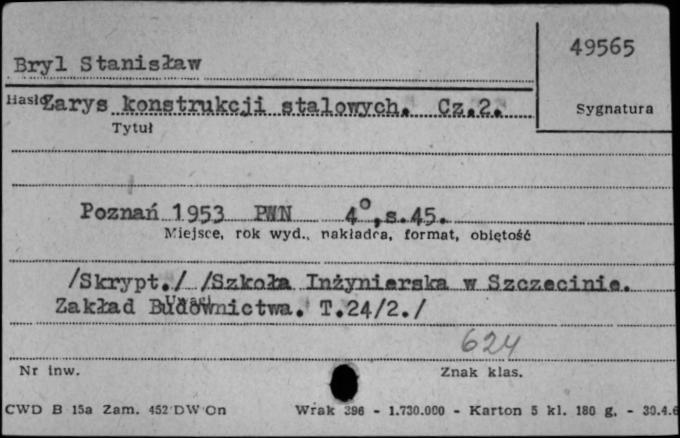 49565
Bryl Stanisław
Hasło Zarys konstrukcji stalowych. Cz.2.
Sygnatura
Tytuł
Poznań 1953 PWN 4°, s.45.
Miejsce, rok wyd., nakładca, format, objętość
/Skrypt./ /Szkoła Inżynierska w Szczecinie.
Uwagi
Zakład Budownictwa. T.24/2./
624
Nr inw. Znak klas.
CWD B 15a Zam. 452 DW On Wrak 396 - 1.730.000 - Karton 5 kl. 180 g. - 30.4.6